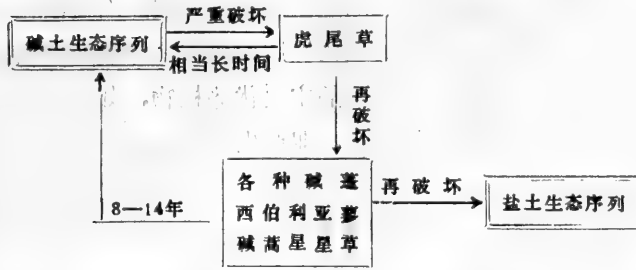 严重破坏
碱土生态序列
虎尾草
相当长时间
再破坏
各种碱蓬
再破坏
西伯利亚蓼
盐土生态序列
8—14年
碱蒿星星草